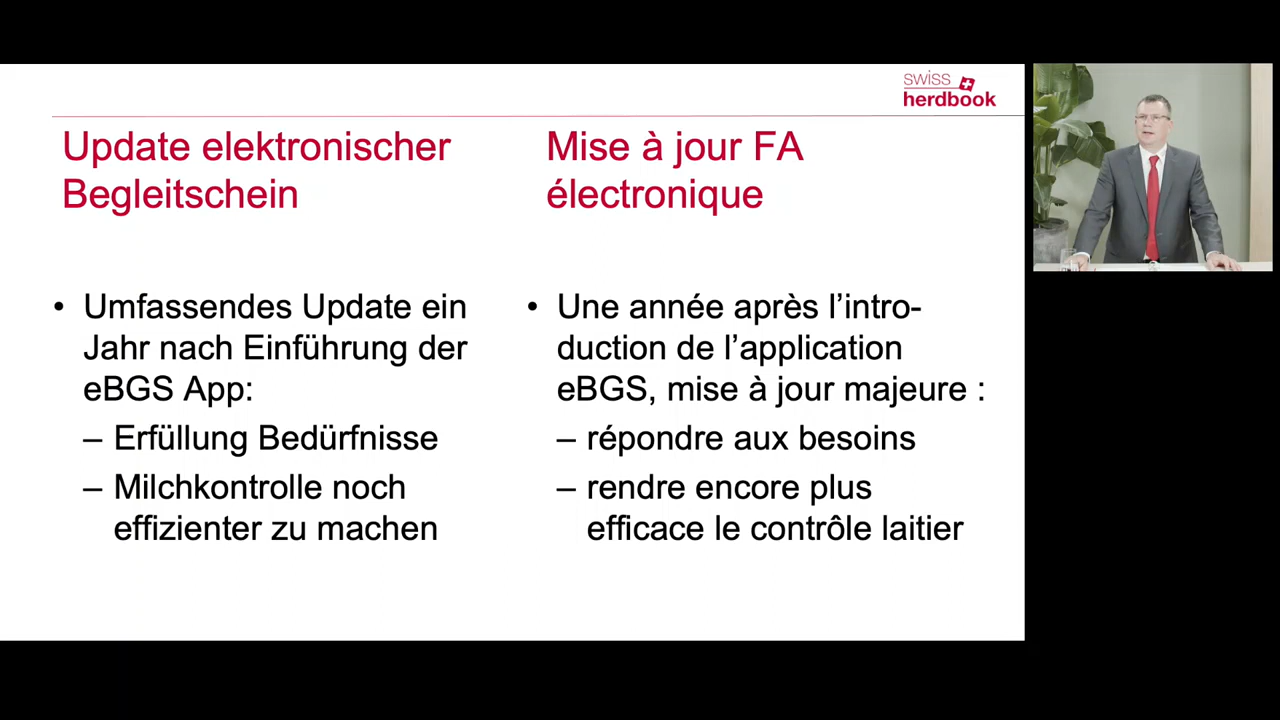 swiss
herdbook
Update elektronischer
Begleitschein
Mise à jour FA
électronique
• Umfassendes Update ein
Jahr nach Einführung der
eBGS App:
– Erfüllung Bedürfnisse
– Milchkontrolle noch
effizienter zu machen
• Une année après l’intro-
duction de l’application
eBGS, mise à jour majeure :
– répondre aux besoins
– rendre encore plus
efficace le contrôle laitier